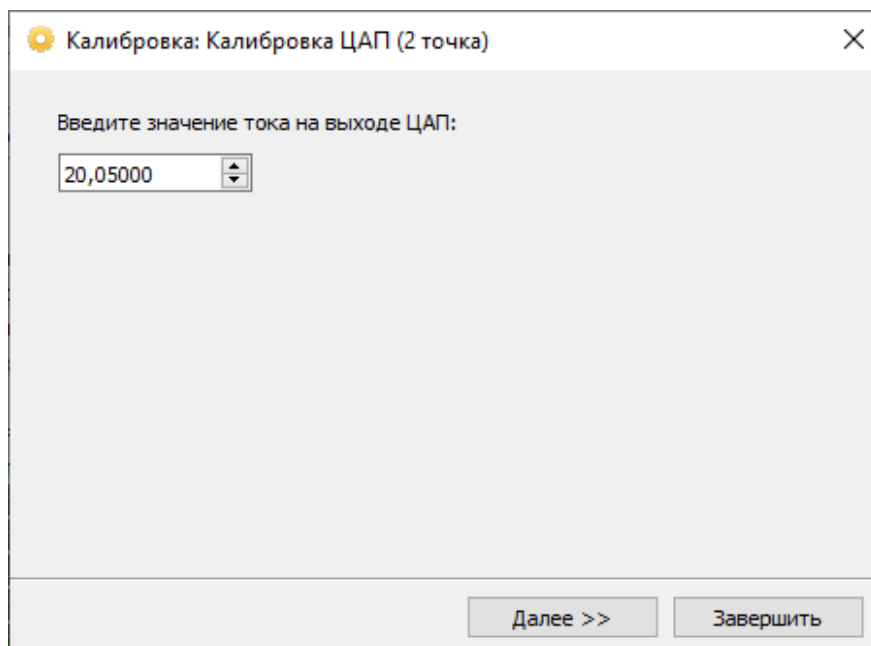 Калибровка: Калибровка ЦАП (2 точка)
Введите значение тока на выходе ЦАП:
20,05000
Далее >>
Завершить